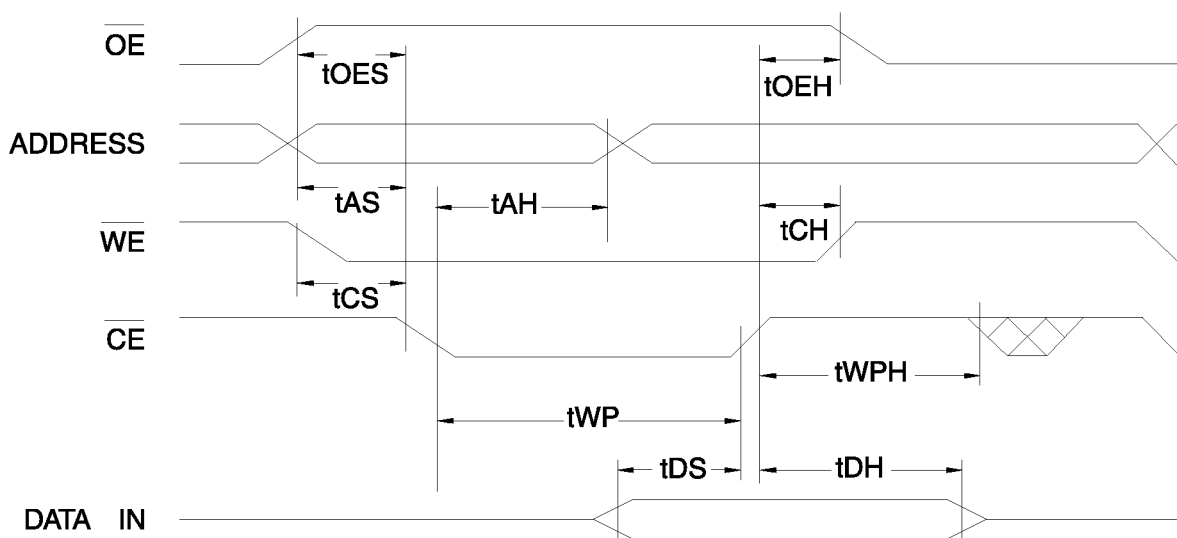 OE
tOES
tOEH
ADDRESS
tAS
tAH
tCH
WE
tCS
CE
tWPH
tWP
tDS
tDH
DATA IN